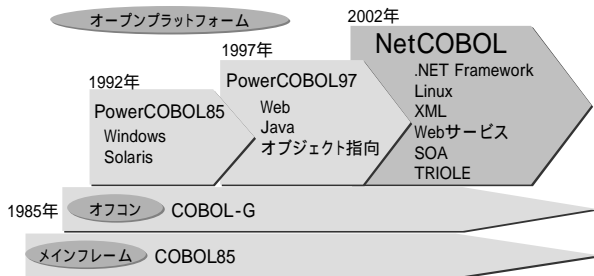 オープンプラットフォーム
2002年
NetCOBOL
.NET Framework
Linux
XML
Webサービス
SOA
TRIOLE
1997年
PowerCOBOL97
Web
Java
オブジェクト指向
1992年
PowerCOBOL85
Windows
Solaris
1985年
オフコン COBOL-G
メインフレーム COBOL85